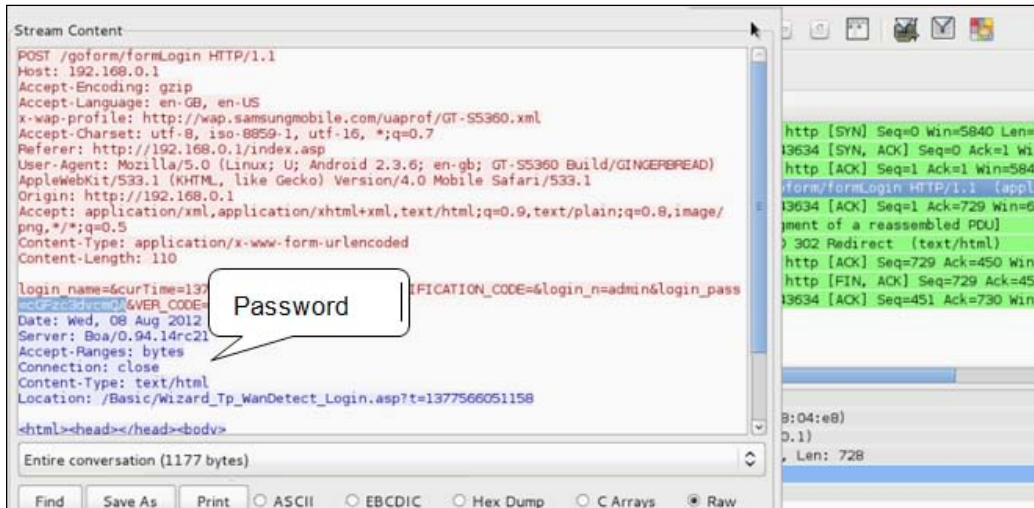 Stream Content
POST /goform/formLogin HTTP/1.1
Host: 192.168.0.1
Accept-Encoding: gzip
Accept-Language: en-GB, en-US
x-wap-profile: http://wap.samsungmobile.com/uaprof/GT-S5360.xml
Accept-Charset: utf-8, iso-8859-1, utf-16, *;q=0.7
Referer: http://192.168.0.1/index.asp
User-Agent: Mozilla/5.0 (Linux; U; Android 2.3.6; en-gb; GT-S5360 Build/GINGERBREAD)
AppleWebKit/533.1 (KHTML, like Gecko) Version/4.0 Mobile Safari/533.1
Origin: http://192.168.0.1
Accept: application/xml,application/xhtml+xml,text/html;q=0.9,text/plain;q=0.8,image/
png,*/*;q=0.5
Content-Type: application/x-www-form-urlencoded
Content-Length: 110
login_name=&curTime=137 IFICATION_CODE=&login_n=admin&login_pass
&VER_CODE=
Password
Date: Wed, 08 Aug 2012
Server: Boa/0.94.14rc21
Accept-Ranges: bytes
Connection: close
Content-Type: text/html
Location: /Basic/Wizard_Tp_WanDetect_Login.asp?t=1377566051158
<html><head></head><body>
Entire conversation (1177 bytes)
Find Save As Print ASCII EBCDIC Hex Dump C Arrays Raw
http [SYN] Seq=0 Win=5840 Len=
43634 [SYN, ACK] Seq=0 Ack=1 Wi
http [ACK] Seq=1 Ack=1 Win=584
oform/formLogin HTTP/1.1 (appl
43634 [ACK] Seq=1 Ack=729 Win=6
gment of a reassembled PDU]
0 302 Redirect (text/html)
http [ACK] Seq=729 Ack=450 Win
http [FIN, ACK] Seq=729 Ack=45
43634 [ACK] Seq=451 Ack=730 Win
8:04:e8)
0.1)
, Len: 728